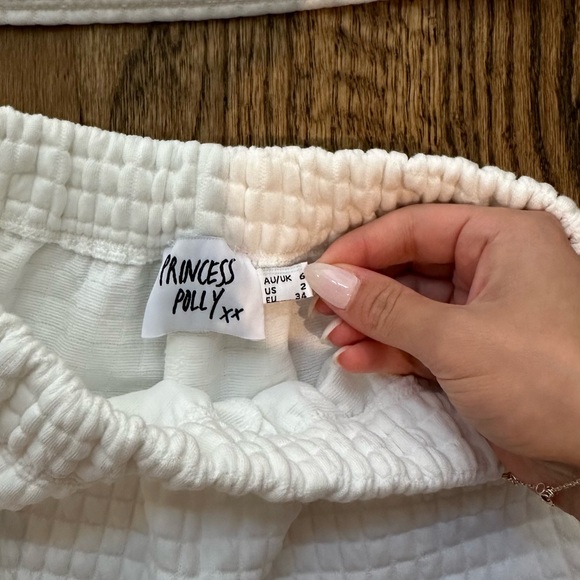 PRINCESS
POLLY xx
AU/UK 6
US 2
EU 34